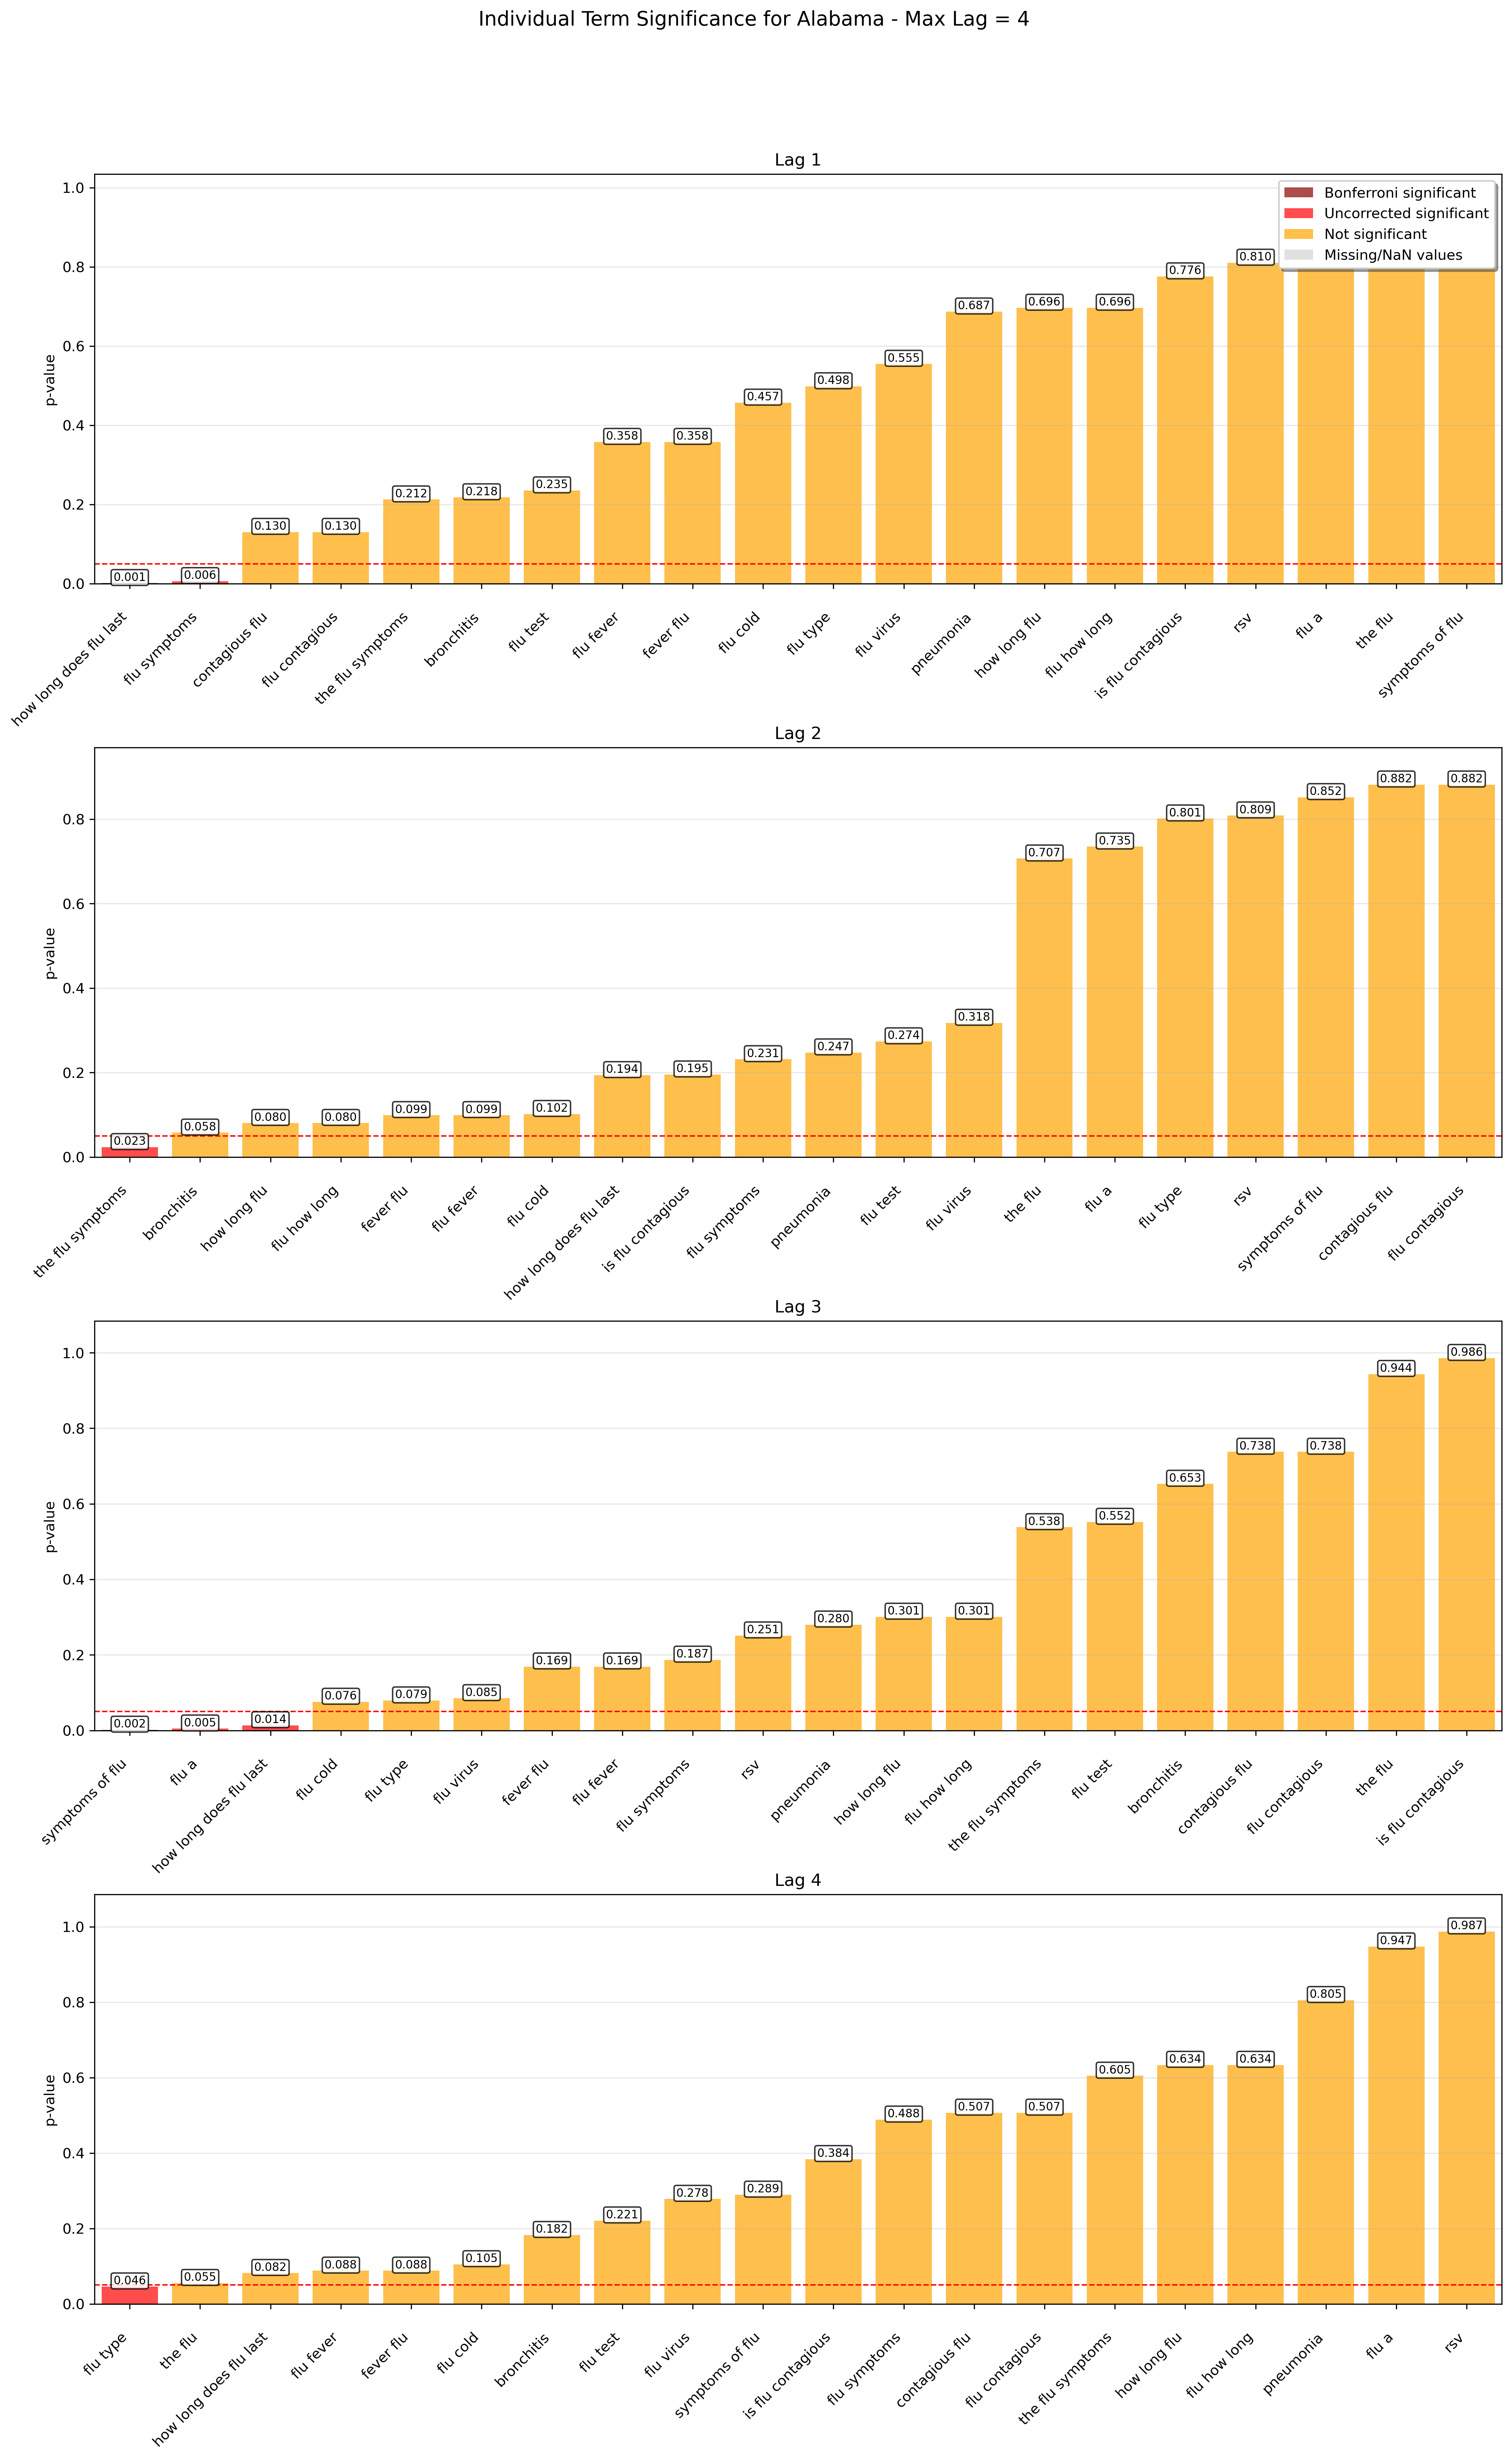 Individual Term Significance for Alabama - Max Lag = 4
Lag 1
Bonferroni significant
Uncorrected significant
Not significant
Missing/NaN values
p-value
1.0
0.8
0.6
0.4
0.2
0.0
0.001
0.006
0.130
0.130
0.212
0.218
0.235
0.358
0.358
0.457
0.498
0.555
0.687
0.696
0.696
0.776
0.810
how long does flu last
flu symptoms
contagious flu
flu contagious
the flu symptoms
bronchitis
flu test
flu fever
fever flu
flu cold
flu type
flu virus
pneumonia
how long flu
flu how long
is flu contagious
rsv
flu a
the flu
symptoms of flu
Lag 2
p-value
0.8
0.6
0.4
0.2
0.0
0.023
0.058
0.080
0.080
0.099
0.099
0.102
0.194
0.195
0.231
0.247
0.274
0.318
0.707
0.735
0.801
0.809
0.852
0.882
0.882
the flu symptoms
bronchitis
how long flu
flu how long
fever flu
flu fever
flu cold
how long does flu last
is flu contagious
flu symptoms
pneumonia
flu test
flu virus
the flu
flu a
flu type
rsv
symptoms of flu
contagious flu
flu contagious
Lag 3
p-value
1.0
0.8
0.6
0.4
0.2
0.0
0.002
0.005
0.014
0.076
0.079
0.085
0.169
0.169
0.187
0.251
0.280
0.301
0.301
0.538
0.552
0.653
0.738
0.738
0.944
0.986
symptoms of flu
flu a
how long does flu last
flu cold
flu type
flu virus
fever flu
flu fever
flu symptoms
rsv
pneumonia
how long flu
flu how long
the flu symptoms
flu test
bronchitis
contagious flu
flu contagious
the flu
is flu contagious
Lag 4
p-value
1.0
0.8
0.6
0.4
0.2
0.0
0.046
0.055
0.082
0.088
0.088
0.105
0.182
0.221
0.278
0.289
0.384
0.488
0.507
0.507
0.605
0.634
0.634
0.805
0.947
0.987
flu type
the flu
how long does flu last
flu fever
fever flu
flu cold
bronchitis
flu test
flu virus
symptoms of flu
is flu contagious
flu symptoms
contagious flu
flu contagious
the flu symptoms
how long flu
flu how long
pneumonia
flu a
rsv